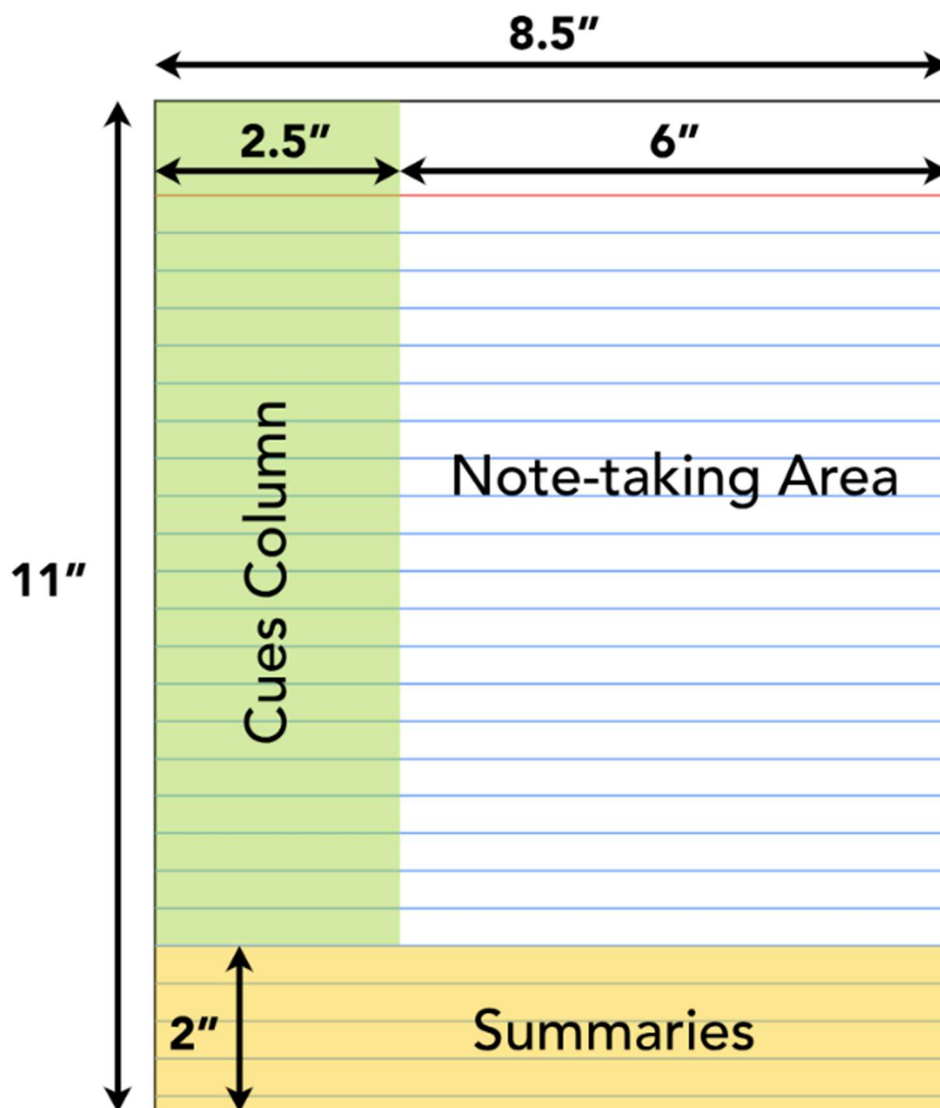 8.5″
2.5″
6″
Cues Column
Note-taking Area
11″
2″
Summaries